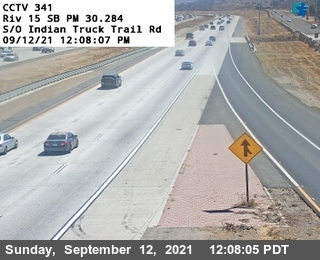 CCTV 341
Riv 15 SB PM 30.284
S/O Indian Truck Trail Rd
09/12/21 12:08:07 PM
Sunday, September 12, 2021 12:08:05 PDT